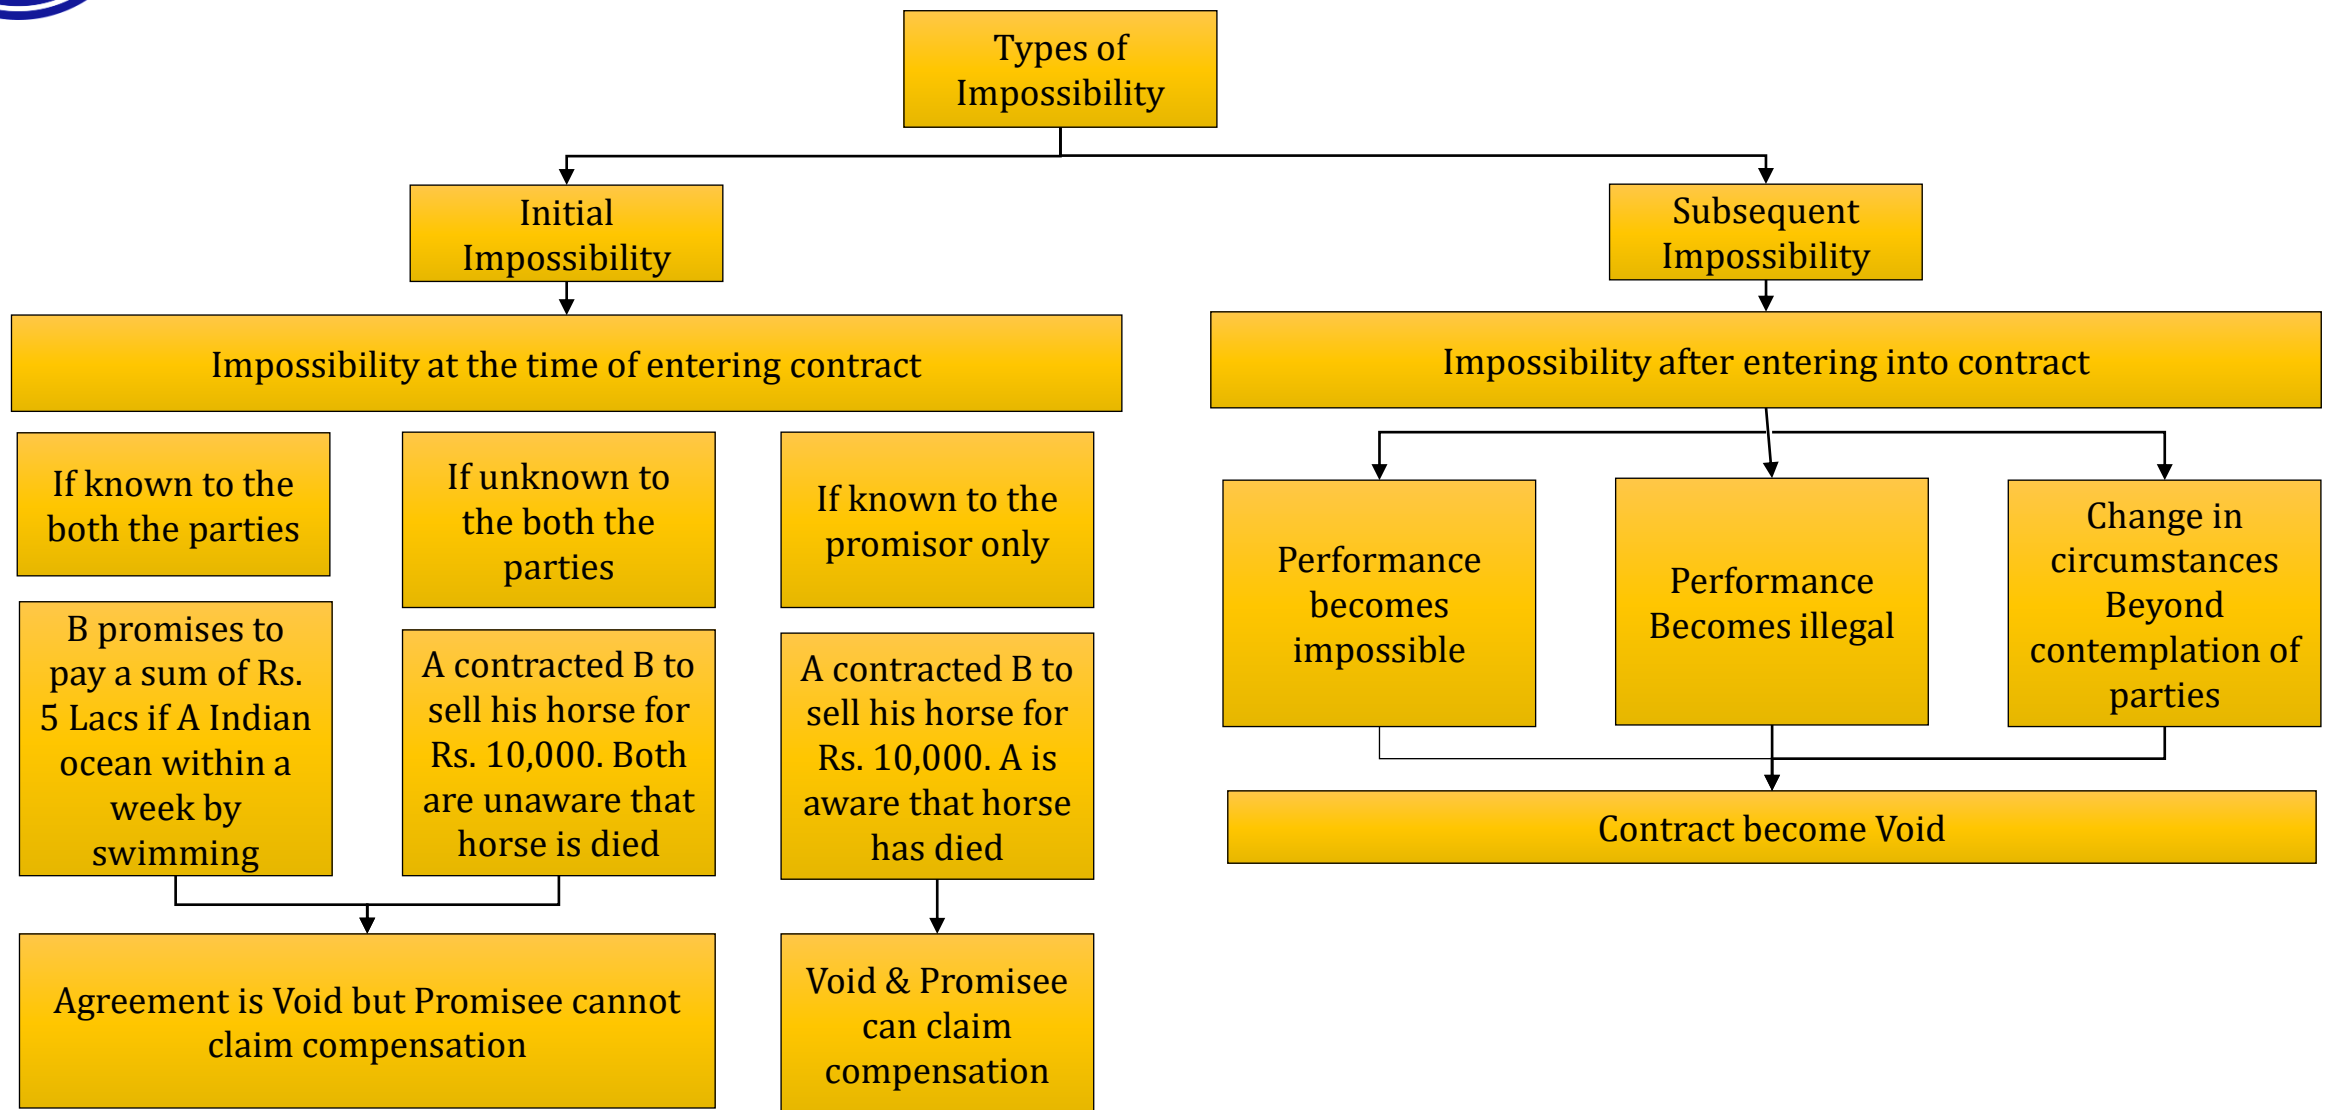 Types of
Impossibility
Initial
Impossibility
Subsequent
Impossibility
Impossibility at the time of entering contract
Impossibility after entering into contract
If known to the
both the parties
If unknown to
the both the
parties
If known to the
promisor only
B promises to
pay a sum of Rs.
5 Lacs if A Indian
ocean within a
week by
swimming
A contracted B to
sell his horse for
Rs. 10,000. Both
are unaware that
horse is died
A contracted B to
sell his horse for
Rs. 10,000. A is
aware that horse
has died
Agreement is Void but Promisee cannot
claim compensation
Void & Promisee
can claim
compensation
Performance
becomes
impossible
Performance
Becomes illegal
Change in
circumstances
Beyond
contemplation of
parties
Contract become Void